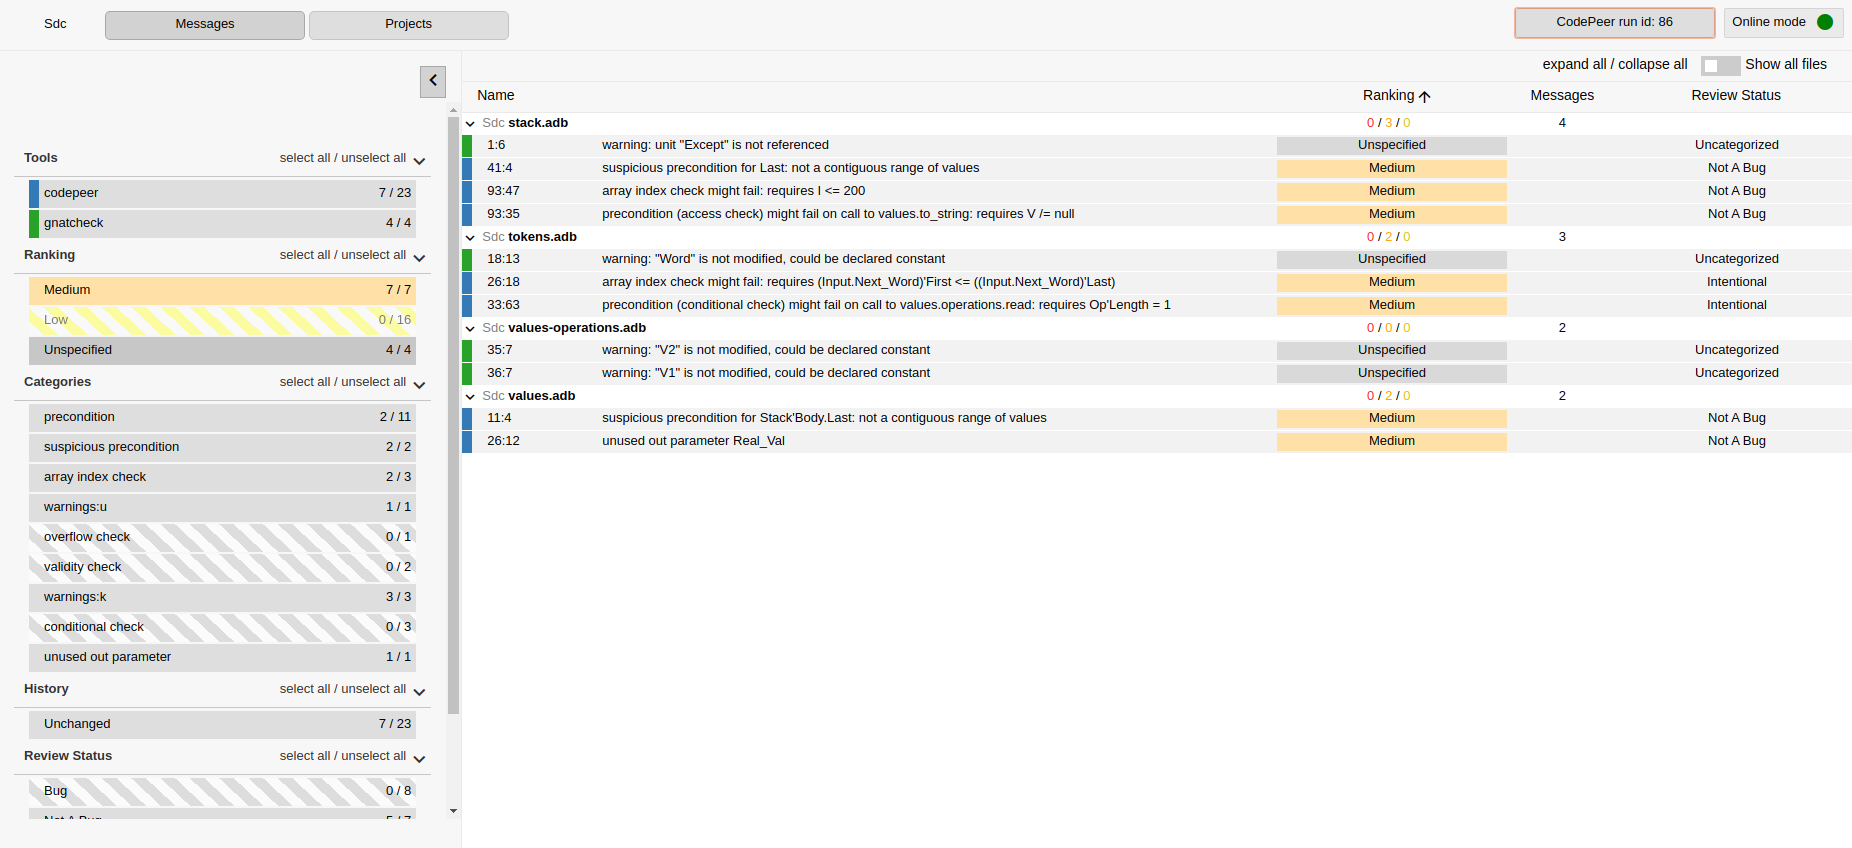 Sdc Messages Projects CodePeer run id: 86 Online mode
expand all / collapse all Show all files
Tools select all / unselect all
codepeer 7 / 23
gnatcheck 4 / 4
Ranking select all / unselect all
Medium 7 / 7
Low 0 / 16
Unspecified 4 / 4
Categories select all / unselect all
precondition 2 / 11
suspicious precondition 2 / 2
array index check 2 / 3
warnings:u 1 / 1
overflow check 0 / 1
validity check 0 / 2
warnings:k 3 / 3
conditional check 0 / 3
unused out parameter 1 / 1
History select all / unselect all
Unchanged 7 / 23
Review Status select all / unselect all
Bug 0 / 8
Not A Bug 5 / 7
Name Ranking Messages Review Status
Sdc stack.adb 0 / 3 / 0 4
1:6 warning: unit "Except" is not referenced Unspecified Uncategorized
41:4 suspicious precondition for Last: not a contiguous range of values Medium Not A Bug
93:47 array index check might fail: requires I <= 200 Medium Not A Bug
93:35 precondition (access check) might fail on call to values.to_string: requires V /= null Medium Not A Bug
Sdc tokens.adb 0 / 2 / 0 3
18:13 warning: "Word" is not modified, could be declared constant Unspecified Uncategorized
26:18 array index check might fail: requires (Input.Next_Word)'First <= ((Input.Next_Word)'Last) Medium Intentional
33:63 precondition (conditional check) might fail on call to values.operations.read: requires Op'Length = 1 Medium Intentional
Sdc values-operations.adb 0 / 0 / 0 2
35:7 warning: "V2" is not modified, could be declared constant Unspecified Uncategorized
36:7 warning: "V1" is not modified, could be declared constant Unspecified Uncategorized
Sdc values.adb 0 / 2 / 0 2
11:4 suspicious precondition for Stack'Body.Last: not a contiguous range of values Medium Not A Bug
26:12 unused out parameter Real_Val Medium Not A Bug